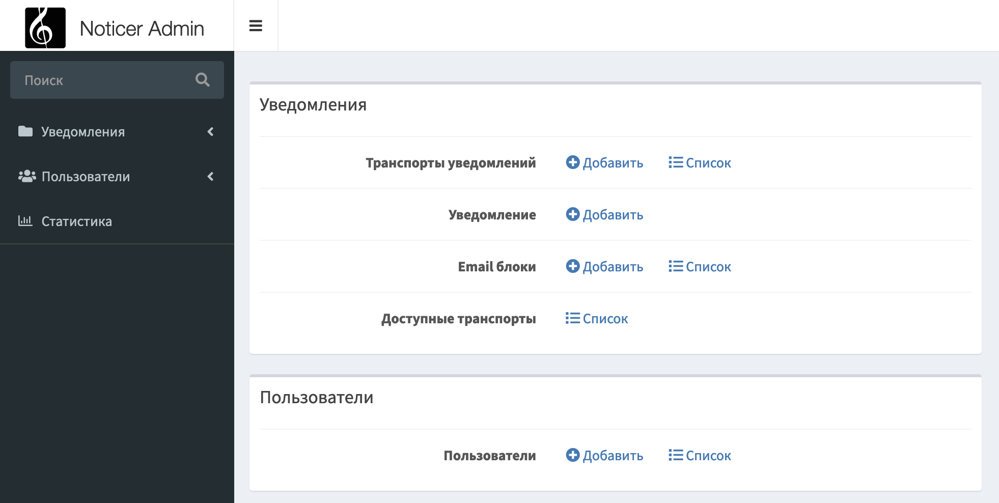 Noticer Admin
Поиск
Уведомления
Пользователи
Статистика
Уведомления
Транспорты уведомлений Добавить Список
Уведомление Добавить
Email блоки Добавить Список
Доступные транспорты Список
Пользователи
Пользователи Добавить Список